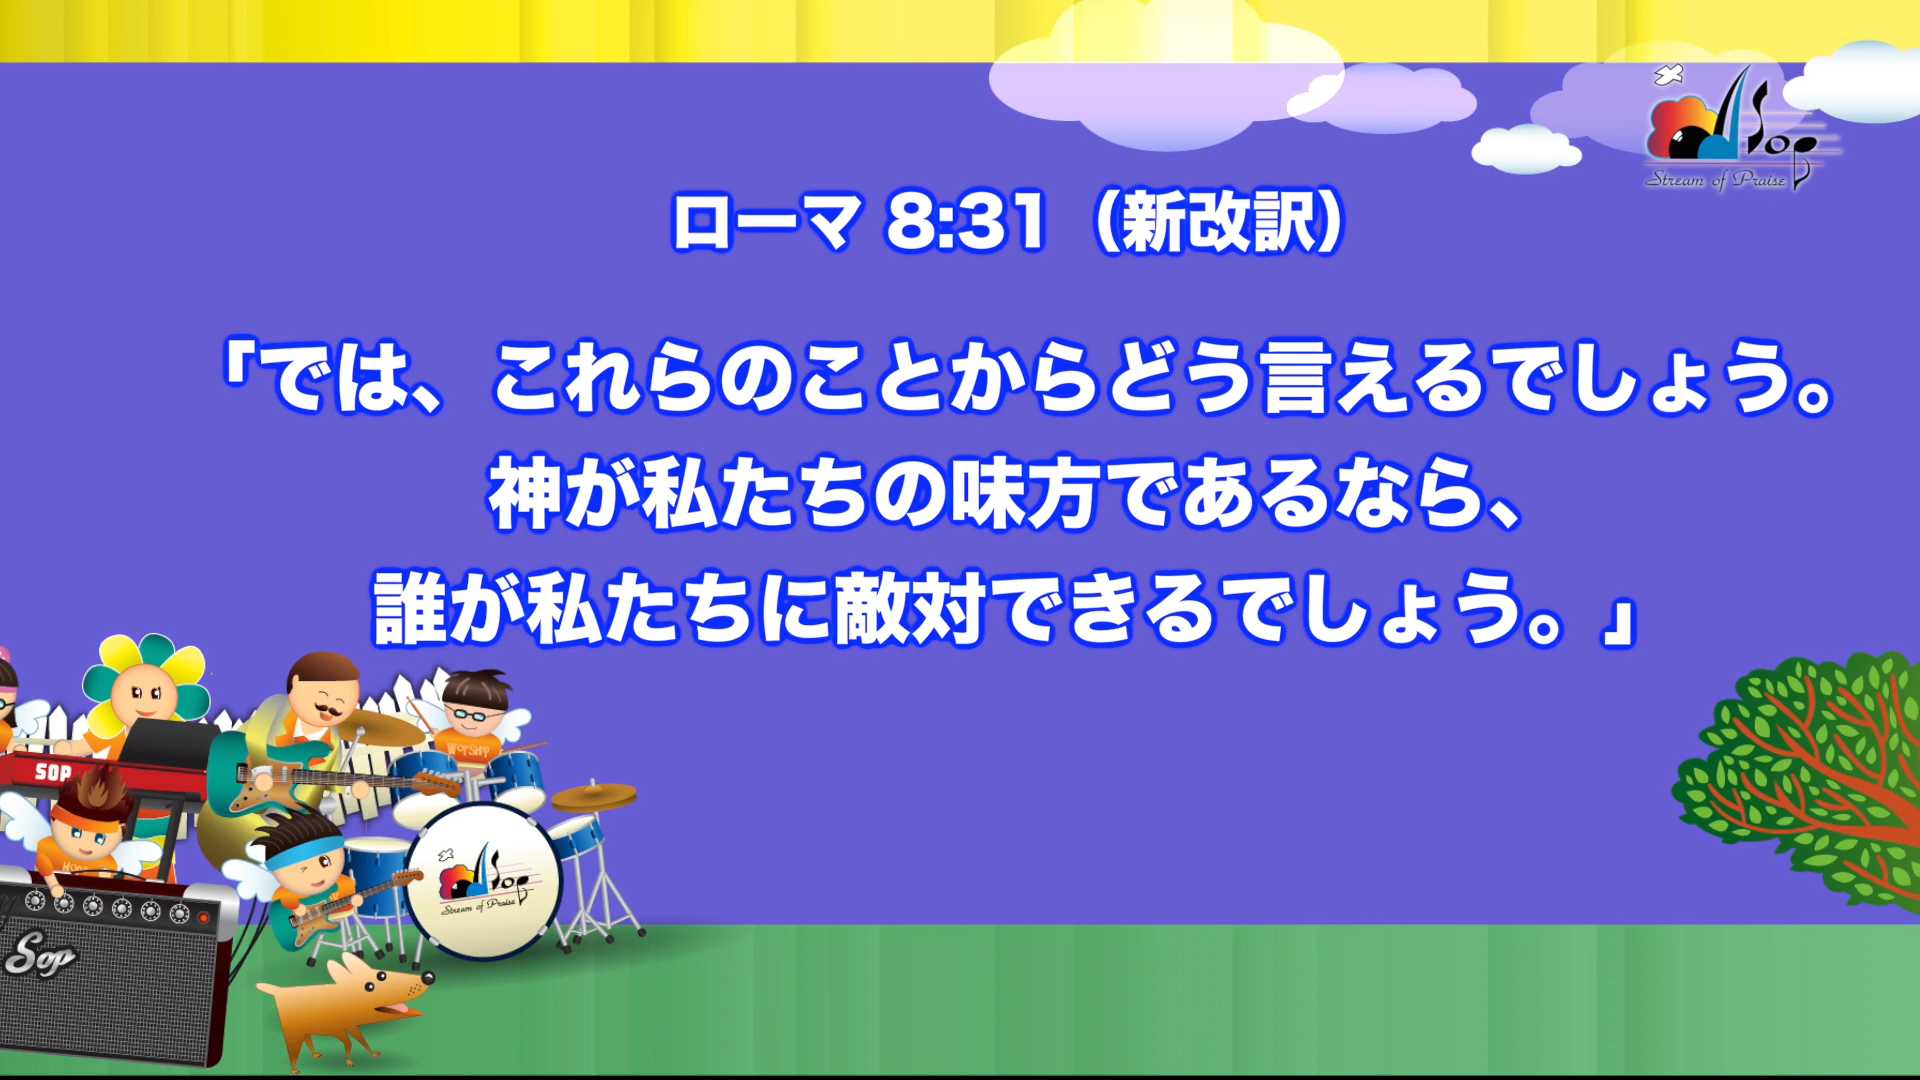 Sop
Stream of Praise
ローマ 8:31（新改訳）
「では、これらのことからどう言えるでしょう。
神が私たちの味方であるなら、
誰が私たちに敵対できるでしょう。」
WORSHIP
SOP
Sop
Stream of Praise
Sop